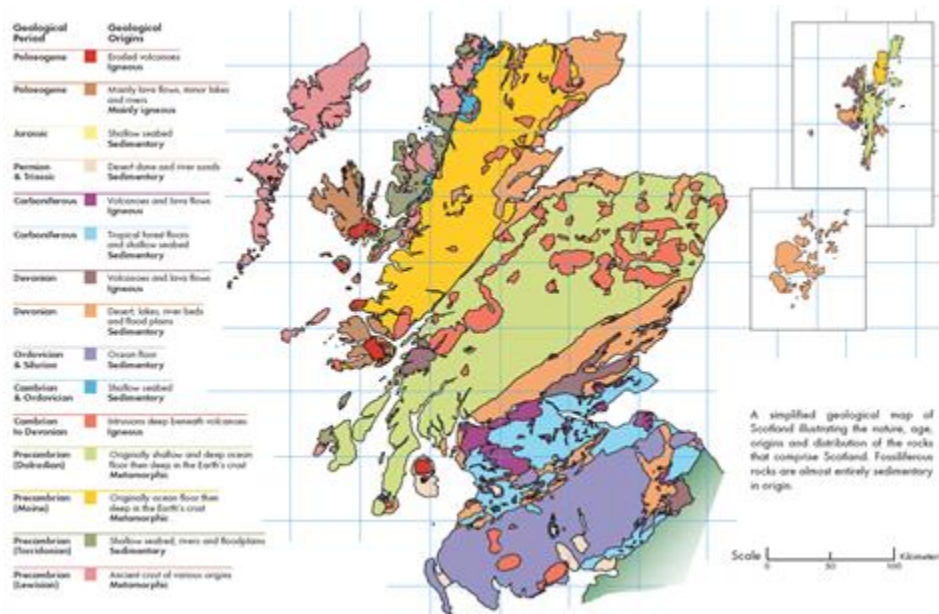 Geological Period
Geological Origins
Palaeogene
Eroded volcanoes
Igneous
Palaeogene
Mainly lava flows, minor lakes
and rivers
Mainly igneous
Jurassic
Shallow seabed
Sedimentary
Permian
& Triassic
Desert dune and river sands
Sedimentary
Carboniferous
Volcanoes and lava flows
Igneous
Carboniferous
Tropical forest floors
and shallow seabed
Sedimentary
Devonian
Volcanoes and lava flows
Igneous
Devonian
Desert, lakes, river beds
and flood plains
Sedimentary
Ordovician
& Silurian
Ocean floor
Sedimentary
Cambrian
& Ordovician
Shallow seabed
Sedimentary
Cambrian
to Devonian
Intrusions deep beneath volcanoes
Igneous
Precambrian
(Dalradian)
Originally shallow and deep ocean
floor then deep in the Earth's crust
Metamorphic
Precambrian
(Moine)
Originally ocean floor then
deep in the Earth's crust
Metamorphic
Precambrian
(Torridonian)
Shallow seabed, rivers and floodplains
Sedimentary
Precambrian
(Lewisian)
Ancient crust of various origins
Metamorphic
A simplified geological map of
Scotland illustrating the nature, age,
origins and distribution of the rocks
that comprise Scotland. Fossiliferous
rocks are almost entirely sedimentary
in origin.
Scale
Kilometers
0 50 100